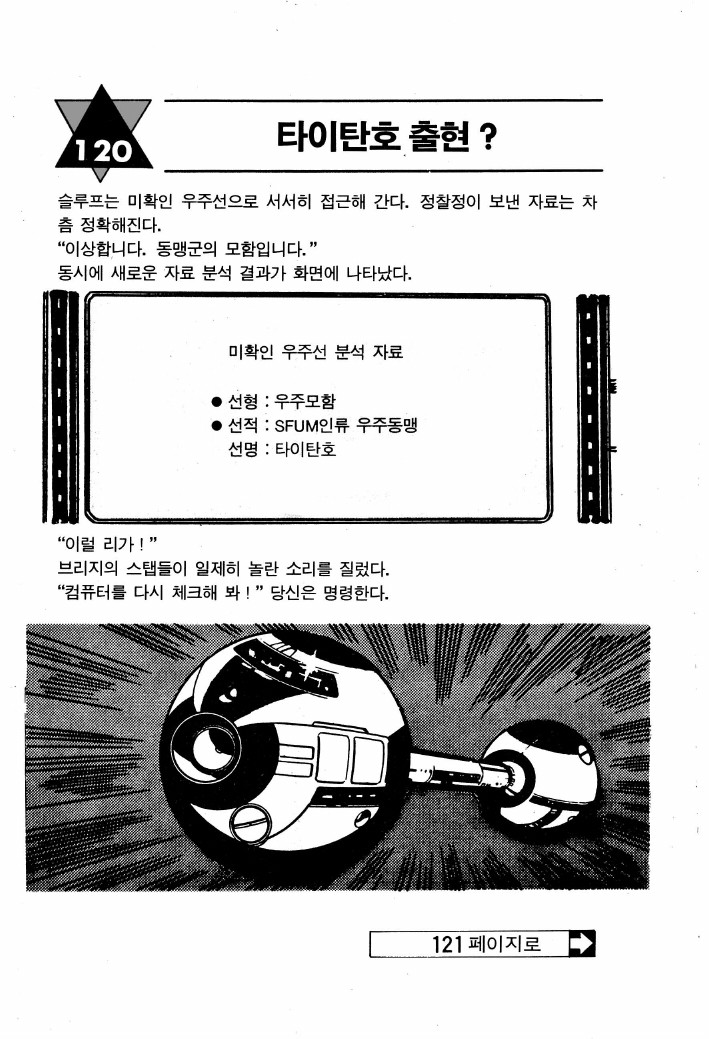 120
타이탄호 출현 ?
슬루프는 미확인 우주선으로 서서히 접근해 간다. 정찰정이 보낸 자료는 차
츰 정확해진다.
“이상합니다. 동맹군의 모함입니다.”
동시에 새로운 자료 분석 결과가 화면에 나타났다.
미확인 우주선 분석 자료
● 선형 : 우주모함
● 선적 : SFUM인류 우주동맹
선명 : 타이탄호
“이럴 리가 ! ”
브리지의 스탭들이 일제히 놀란 소리를 질렀다.
“컴퓨터를 다시 체크해 봐 ! ” 당신은 명령한다.
121 페이지로